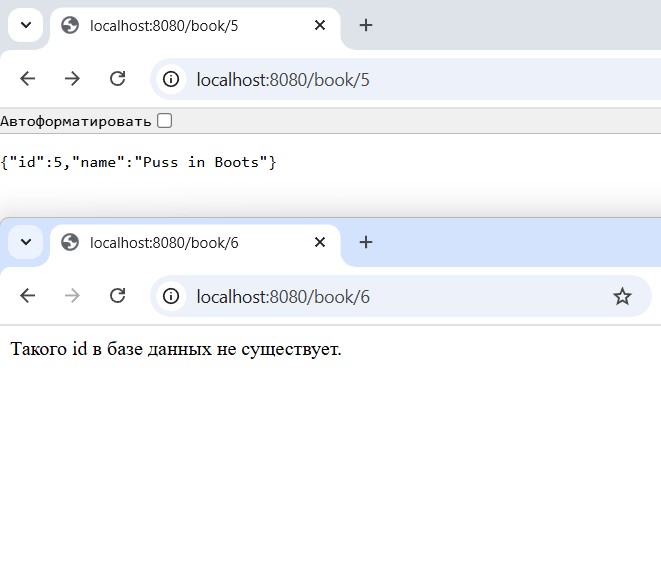 localhost:8080/book/5
localhost:8080/book/5
Автоформатировать
{"id":5,"name":"Puss in Boots"}
localhost:8080/book/6
localhost:8080/book/6
Такого id в базе данных не существует.